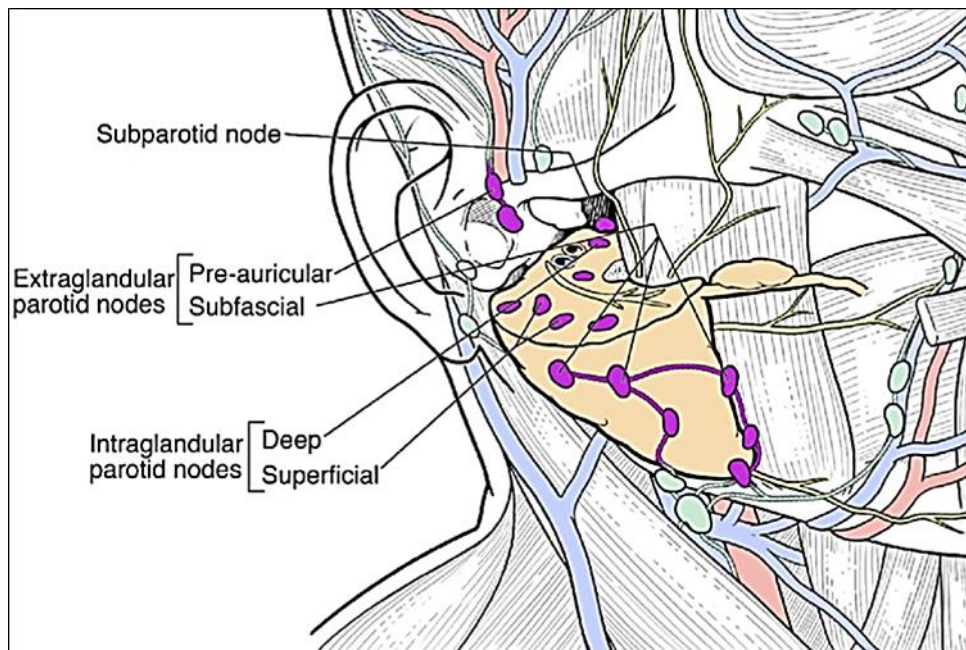 Subparotid node
Extraglandular
parotid nodes
Pre-auricular
Subfascial
Intraglandular
parotid nodes
Deep
Superficial